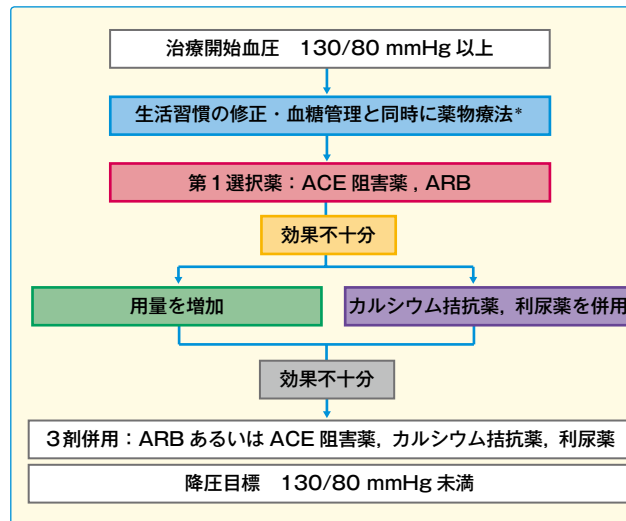 治療開始血圧　130/80 mmHg 以上
生活習慣の修正・血糖管理と同時に薬物療法*
第1選択薬：ACE 阻害薬 , ARB
効果不十分
用量を増加
カルシウム拮抗薬, 利尿薬を併用
効果不十分
3剤併用：ARB あるいは ACE 阻害薬, カルシウム拮抗薬, 利尿薬
降圧目標　130/80 mmHg 未満